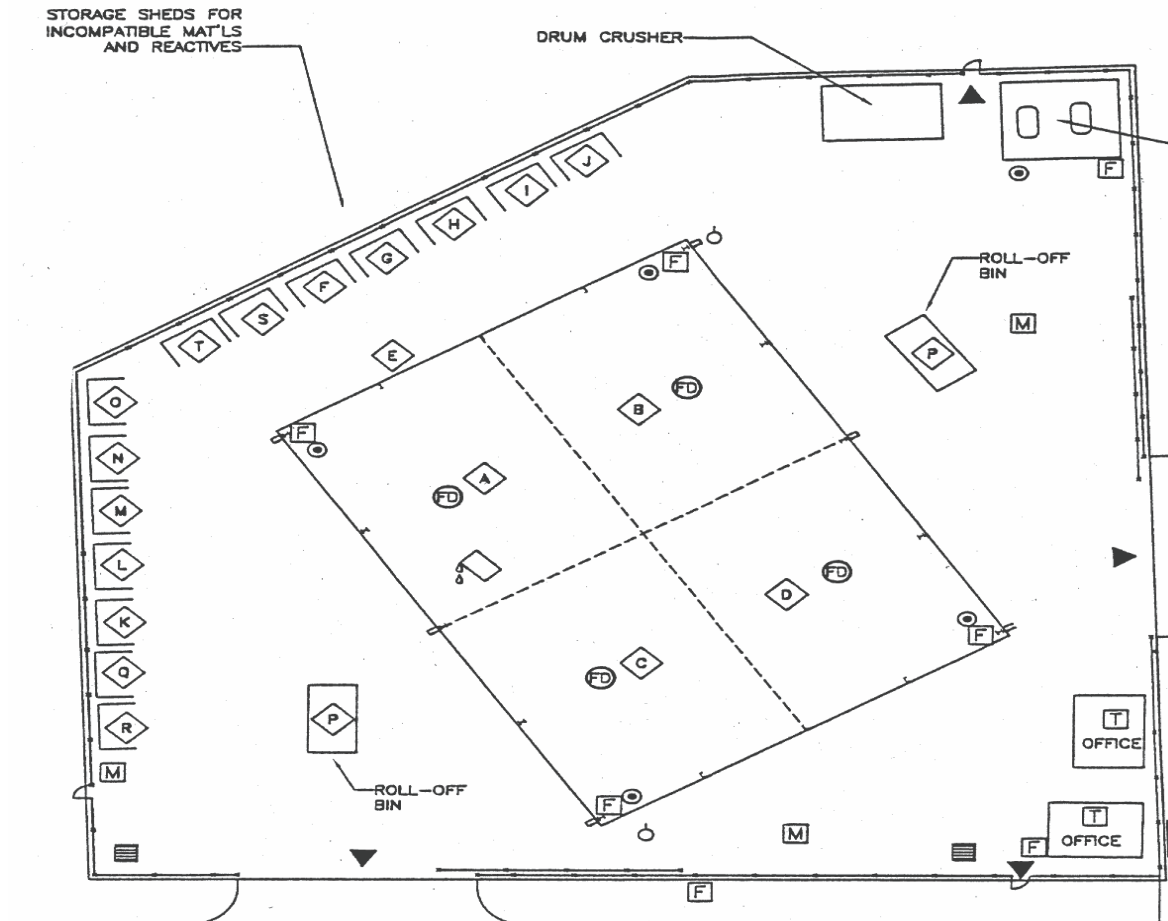 STORAGE SHEDS FOR
INCOMPATIBLE MAT'LS
AND REACTIVES
DRUM CRUSHER
F
J
I
H
G
F
S
T
F
ROLL-OFF
BIN
M
P
E
O
B
FD
F
N
A
FD
M
L
FD
D
K
F
C
FD
Q
R
P
T
OFFICE
M
ROLL-OFF
BIN
F
M
T
OFFICE
F
F